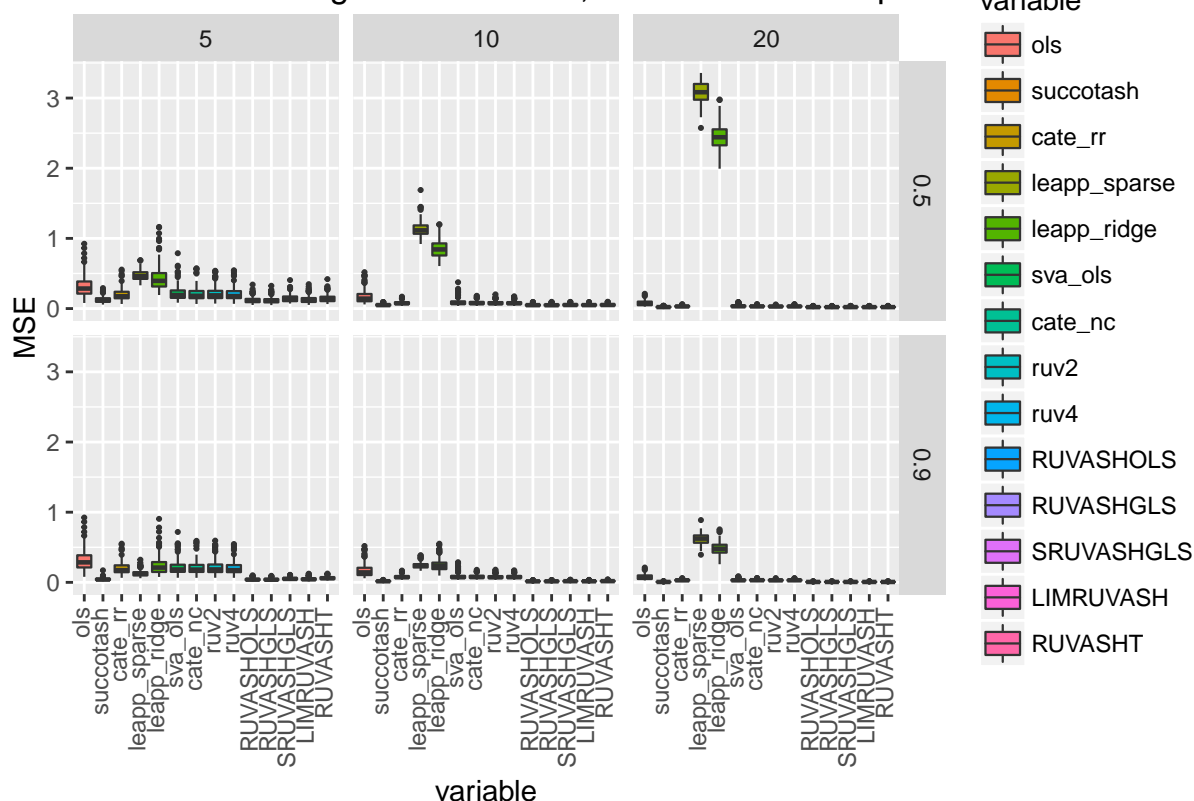 variable
5
10
20
3
2
1
0
0.5
MSE
3
2
1
0
0.9
ols
succotash
cate_rr
leapp_sparse
leapp_ridge
sva_ols
cate_nc
ruv2
ruv4
RUVASHOLS
RUVASHGLS
SRUVASHGLS
LIMRUVASH
RUVASHT
ols
succotash
cate_rr
leapp_sparse
leapp_ridge
sva_ols
cate_nc
ruv2
ruv4
RUVASHOLS
RUVASHGLS
SRUVASHGLS
LIMRUVASH
RUVASHT
ols
succotash
cate_rr
leapp_sparse
leapp_ridge
sva_ols
cate_nc
ruv2
ruv4
RUVASHOLS
RUVASHGLS
SRUVASHGLS
LIMRUVASH
RUVASHT
variable
ols
succotash
cate_rr
leapp_sparse
leapp_ridge
sva_ols
cate_nc
ruv2
ruv4
RUVASHOLS
RUVASHGLS
SRUVASHGLS
LIMRUVASH
RUVASHT